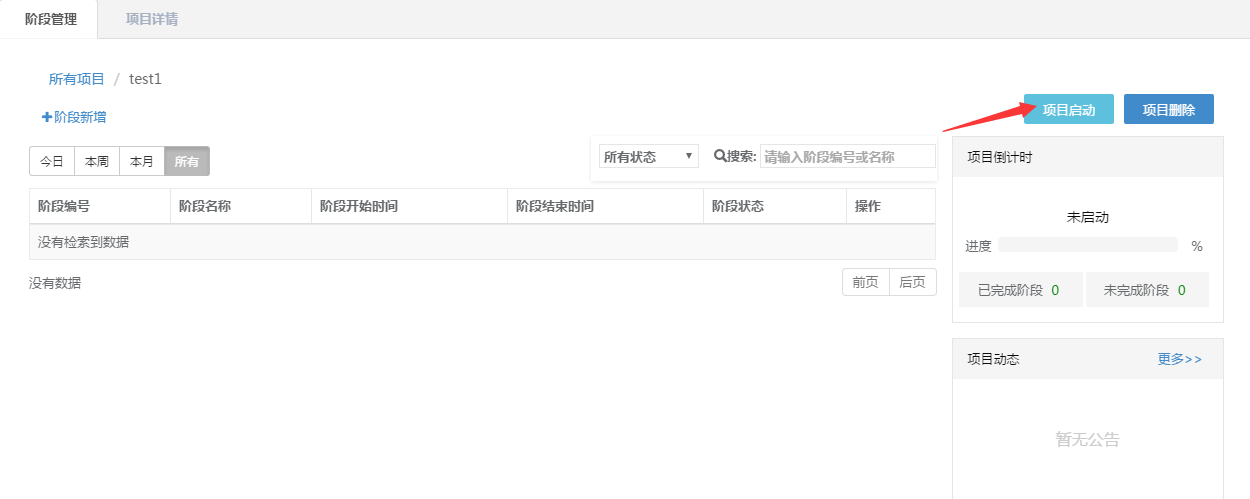 阶段管理 项目详情
所有项目 / test1
阶段新增
项目启动 项目删除
今日 本周 本月 所有
所有状态 搜索: 请输入阶段编号或名称
阶段编号 阶段名称 阶段开始时间 阶段结束时间 阶段状态 操作
没有检索到数据
没有数据 前页 后页
项目倒计时
未启动
进度 %
已完成阶段 0 未完成阶段 0
项目动态 更多>>
暂无公告